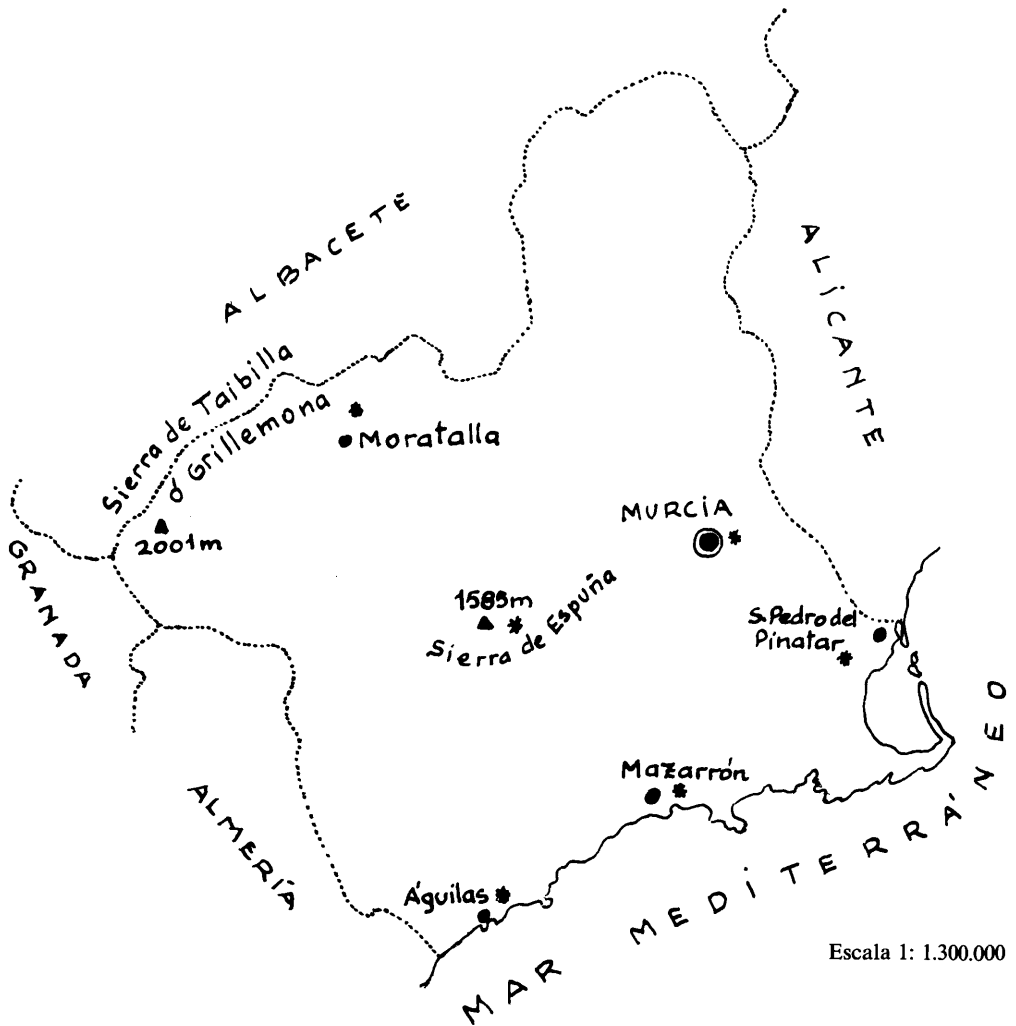 ALBACETE
ALICANTE
Sierra de Taibilla
ó Grillemona
Moratalla
2001m
GRANADA
MURCIA
1585m
Sierra de Espuña
S. Pedro del
Pinatar
Mazarrón
ALMERÍA
Águilas
MAR MEDITERRÁNEO
Escala 1: 1.300.000